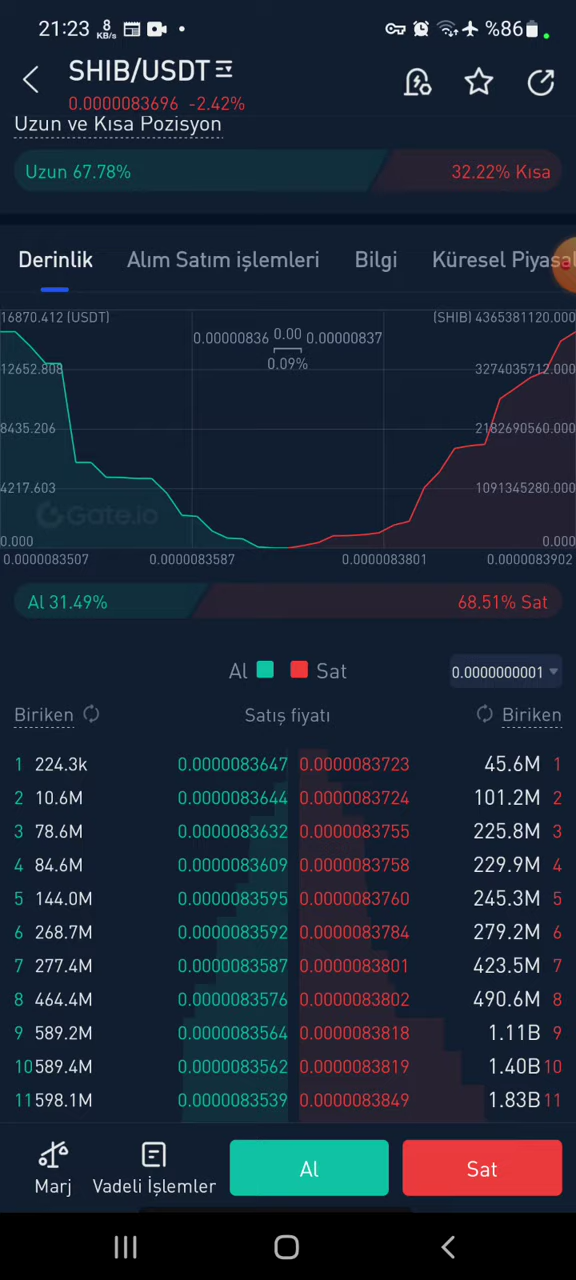 21:23 8 KB/s %86
SHIB/USDT
0.0000083696 -2.42%
Uzun ve Kısa Pozisyon
Uzun 67.78% 32.22% Kısa
Derinlik Alım Satım işlemleri Bilgi Küresel Piyasal
16870.412 (USDT) (SHIB) 4365381120.000
0.00000836 0.00 0.00000837
0.09%
12652.808 3274035712.000
8435.206 2182690560.000
4217.603 1091345280.000
Gate.io
0.000 0.000
0.0000083507 0.0000083587 0.0000083801 0.0000083902
Al 31.49% 68.51% Sat
Al Sat 0.0000000001
Biriken Satış fiyatı Biriken
1 224.3k 0.0000083647 0.0000083723 45.6M 1
2 10.6M 0.0000083644 0.0000083724 101.2M 2
3 78.6M 0.0000083632 0.0000083755 225.8M 3
4 84.6M 0.0000083609 0.0000083758 229.9M 4
5 144.0M 0.0000083595 0.0000083760 245.3M 5
6 268.7M 0.0000083592 0.0000083784 279.2M 6
7 277.4M 0.0000083587 0.0000083801 423.5M 7
8 464.4M 0.0000083576 0.0000083802 490.6M 8
9 589.2M 0.0000083564 0.0000083818 1.11B 9
10 589.4M 0.0000083562 0.0000083819 1.40B 10
11 598.1M 0.0000083539 0.0000083849 1.83B 11
Marj Vadeli İşlemler Al Sat